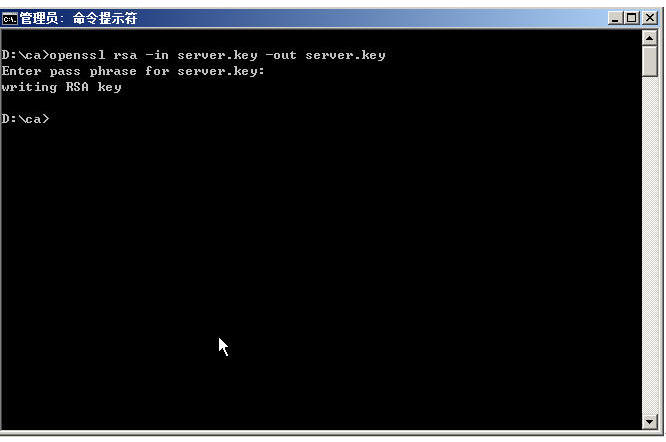 管理员: 命令提示符
D:\ca>openssl rsa -in server.key -out server.key
Enter pass phrase for server.key:
writing RSA key
D:\ca>